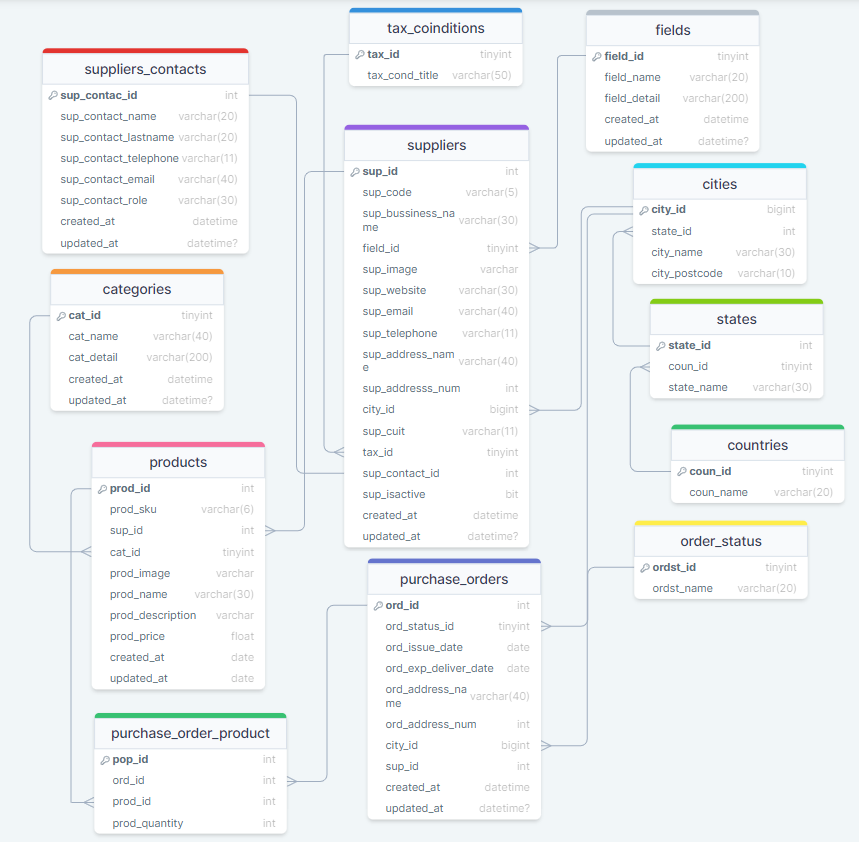 tax_coinditions
tax_id tinyint
tax_cond_title varchar(50)
fields
field_id tinyint
field_name varchar(20)
field_detail varchar(200)
created_at datetime
updated_at datetime?
suppliers_contacts
sup_contac_id int
sup_contact_name varchar(20)
sup_contact_lastname varchar(20)
sup_contact_telephone varchar(11)
sup_contact_email varchar(40)
sup_contact_role varchar(30)
created_at datetime
updated_at datetime?
suppliers
sup_id int
sup_code varchar(5)
sup_bussiness_na
me varchar(30)
field_id tinyint
sup_image varchar
sup_website varchar(30)
sup_email varchar(40)
sup_telephone varchar(11)
sup_address_nam
e varchar(40)
sup_addresss_num int
city_id bigint
sup_cuit varchar(11)
tax_id tinyint
sup_contact_id int
sup_isactive bit
created_at datetime
updated_at datetime?
cities
city_id bigint
state_id int
city_name varchar(30)
city_postcode varchar(10)
categories
cat_id tinyint
cat_name varchar(40)
cat_detail varchar(200)
created_at datetime
updated_at datetime?
states
state_id int
coun_id tinyint
state_name varchar(30)
countries
coun_id tinyint
coun_name varchar(20)
products
prod_id int
prod_sku varchar(6)
sup_id int
cat_id tinyint
prod_image varchar
prod_name varchar(30)
prod_description varchar
prod_price float
created_at date
updated_at date
order_status
ordst_id tinyint
ordst_name varchar(20)
purchase_orders
ord_id int
ord_status_id tinyint
ord_issue_date date
ord_exp_deliver_date date
ord_address_na
me varchar(40)
ord_address_num int
city_id bigint
sup_id int
created_at datetime
updated_at datetime?
purchase_order_product
pop_id int
ord_id int
prod_id int
prod_quantity int